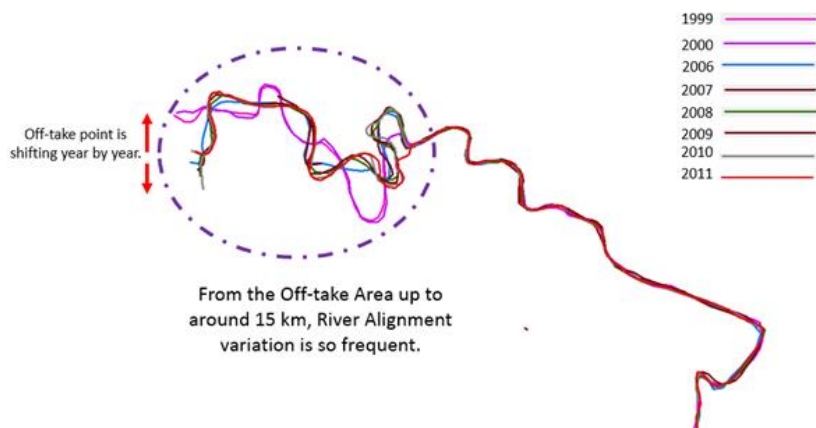 1999
2000
2006
2007
2008
2009
2010
2011
Off-take point is
shifting year by year.
From the Off-take Area up to
around 15 km, River Alignment
variation is so frequent.